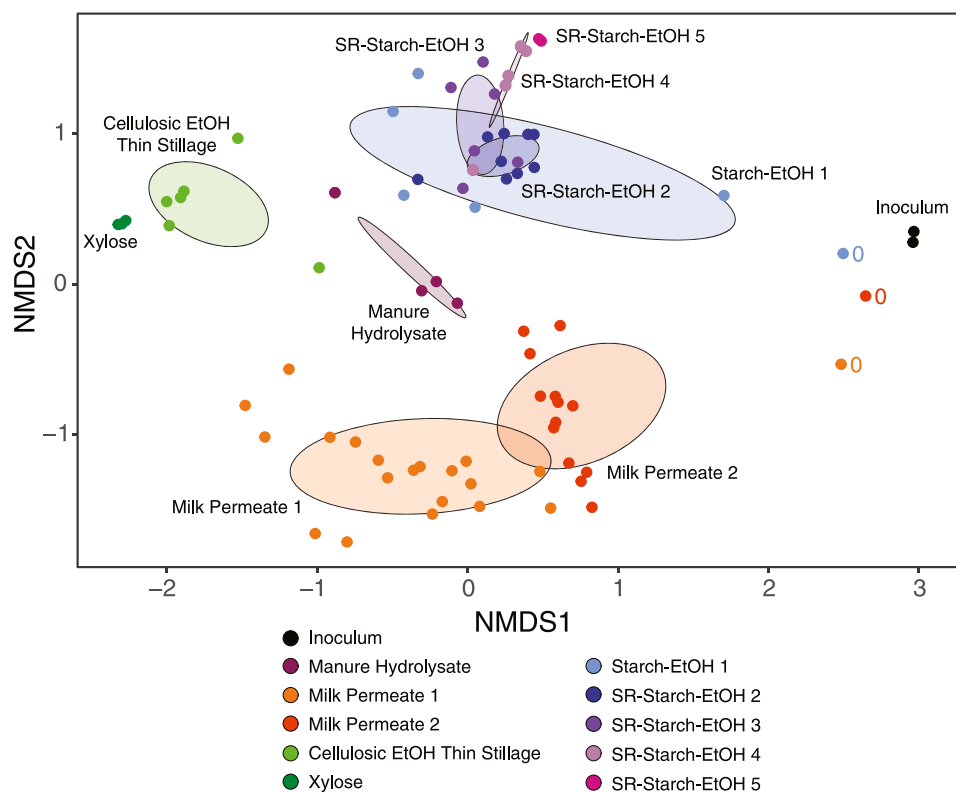 SR-Starch-EtOH 3
SR-Starch-EtOH 5
SR-Starch-EtOH 4
Cellulosic EtOH
Thin Stillage
SR-Starch-EtOH 2
Starch-EtOH 1
Inoculum
Xylose
0
0
0
Manure
Hydrolysate
Milk Permeate 1
Milk Permeate 2
NMDS2
1
0
−1
−2
−1
0
1
2
3
NMDS1
Inoculum
Manure Hydrolysate
Milk Permeate 1
Milk Permeate 2
Cellulosic EtOH Thin Stillage
Xylose
Starch-EtOH 1
SR-Starch-EtOH 2
SR-Starch-EtOH 3
SR-Starch-EtOH 4
SR-Starch-EtOH 5